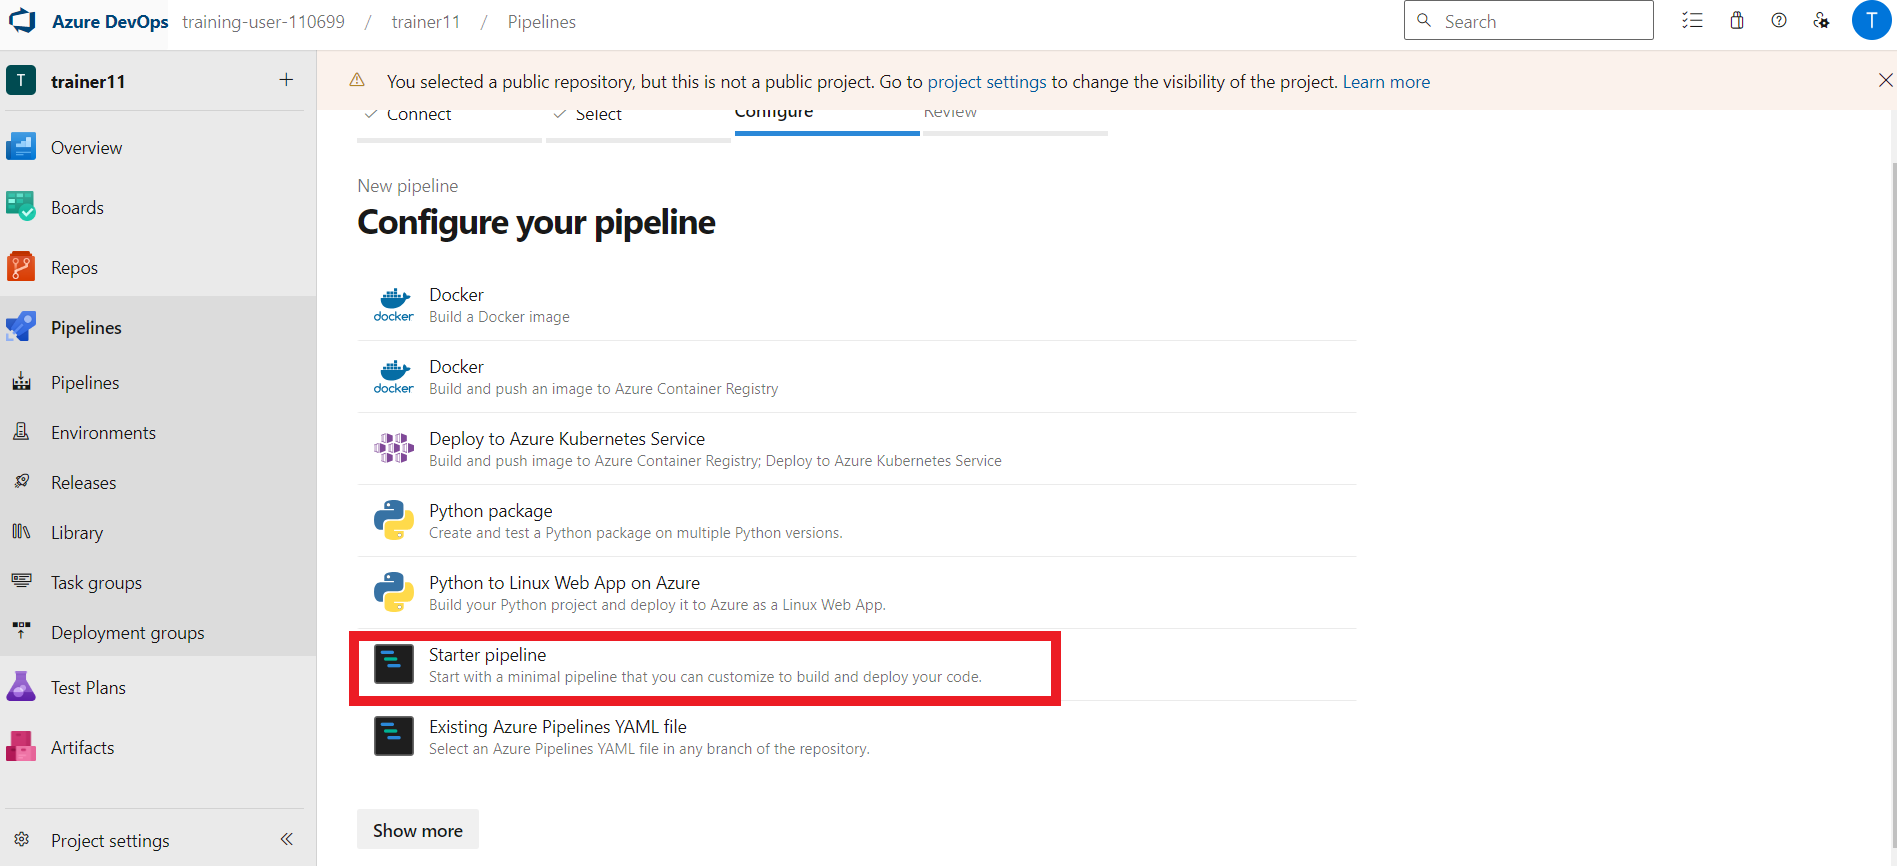 Azure DevOps training-user-110699 / trainer11 / Pipelines Search T
T trainer11 +
You selected a public repository, but this is not a public project. Go to project settings to change the visibility of the project. Learn more
Connect Select Configure Review
Overview
Boards
Repos
Pipelines
Pipelines
Environments
Releases
Library
Task groups
Deployment groups
Test Plans
Artifacts
Project settings
New pipeline
Configure your pipeline
docker
Docker
Build a Docker image
docker
Docker
Build and push an image to Azure Container Registry
Deploy to Azure Kubernetes Service
Build and push image to Azure Container Registry; Deploy to Azure Kubernetes Service
Python package
Create and test a Python package on multiple Python versions.
Python to Linux Web App on Azure
Build your Python project and deploy it to Azure as a Linux Web App.
Starter pipeline
Start with a minimal pipeline that you can customize to build and deploy your code.
Existing Azure Pipelines YAML file
Select an Azure Pipelines YAML file in any branch of the repository.
Show more